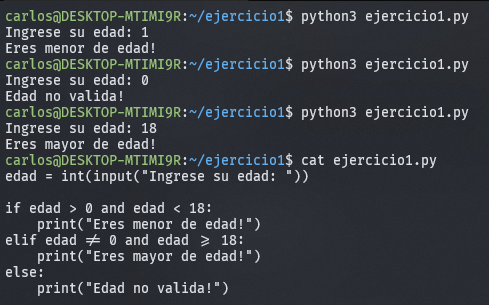 carlos@DESKTOP-MTIMI9R:~/ejercicio1$ python3 ejercicio1.py
Ingrese su edad: 1
Eres menor de edad!
carlos@DESKTOP-MTIMI9R:~/ejercicio1$ python3 ejercicio1.py
Ingrese su edad: 0
Edad no valida!
carlos@DESKTOP-MTIMI9R:~/ejercicio1$ python3 ejercicio1.py
Ingrese su edad: 18
Eres mayor de edad!
carlos@DESKTOP-MTIMI9R:~/ejercicio1$ cat ejercicio1.py
edad = int(input("Ingrese su edad: "))

if edad > 0 and edad < 18:
    print("Eres menor de edad!")
elif edad ≠ 0 and edad ⩾ 18:
    print("Eres mayor de edad!")
else:
    print("Edad no valida!")